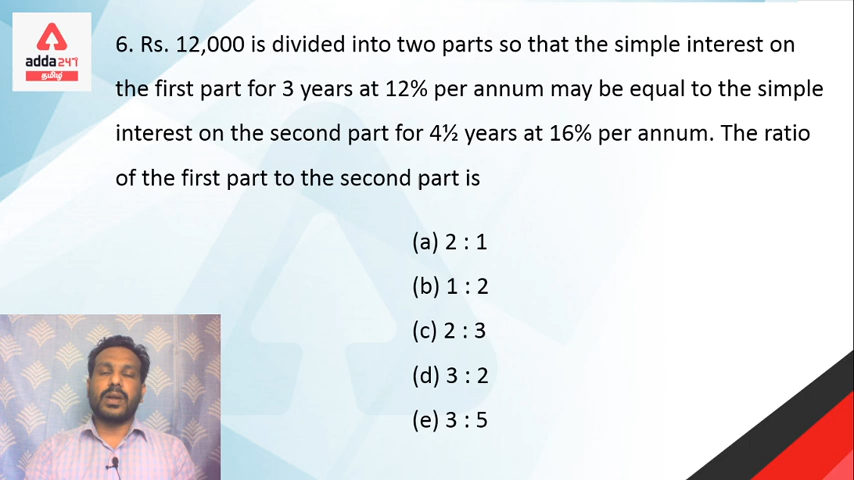 adda247
தமிழ்
6. Rs. 12,000 is divided into two parts so that the simple interest on
the first part for 3 years at 12% per annum may be equal to the simple
interest on the second part for 4½ years at 16% per annum. The ratio
of the first part to the second part is
(a) 2 : 1
(b) 1 : 2
(c) 2 : 3
(d) 3 : 2
(e) 3 : 5